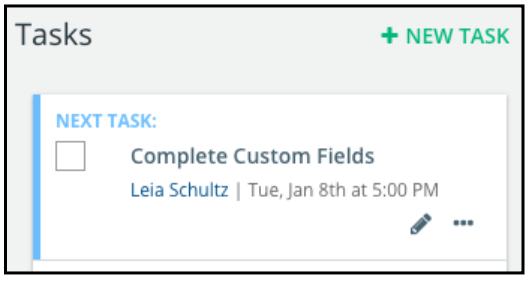 Tasks
+ NEW TASK
NEXT TASK:
Complete Custom Fields
Leia Schultz | Tue, Jan 8th at 5:00 PM